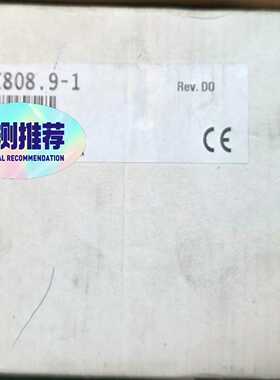 808.9-1
Rev. D0
测推荐
AL RECOMMENDATION
CE